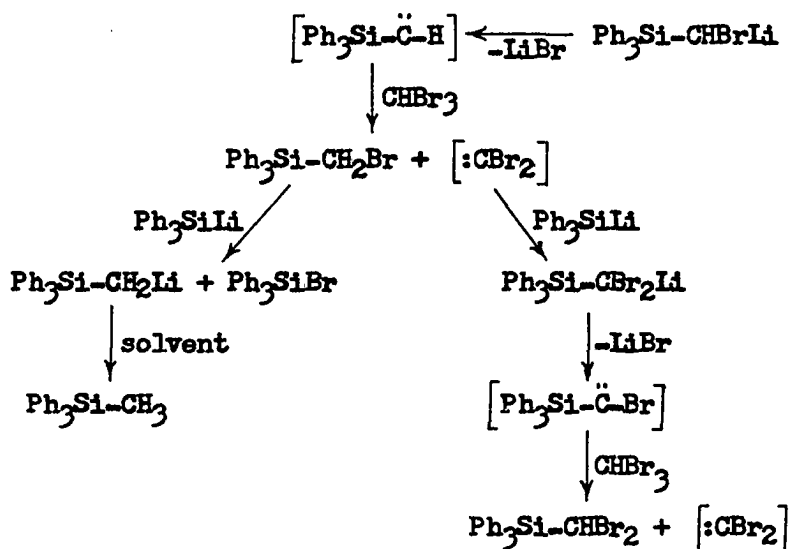 [Ph₃Si-C̈-H] ←-LiBr Ph₃Si-CHBrLi
CHBr₃
Ph₃Si-CH₂Br + [:CBr₂]
Ph₃SiLi Ph₃SiLi
Ph₃Si-CH₂Li + Ph₃SiBr Ph₃Si-CBr₂Li
solvent -LiBr
Ph₃Si-CH₃ [Ph₃Si-C̈-Br]
CHBr₃
Ph₃Si-CHBr₂ + [:CBr₂]